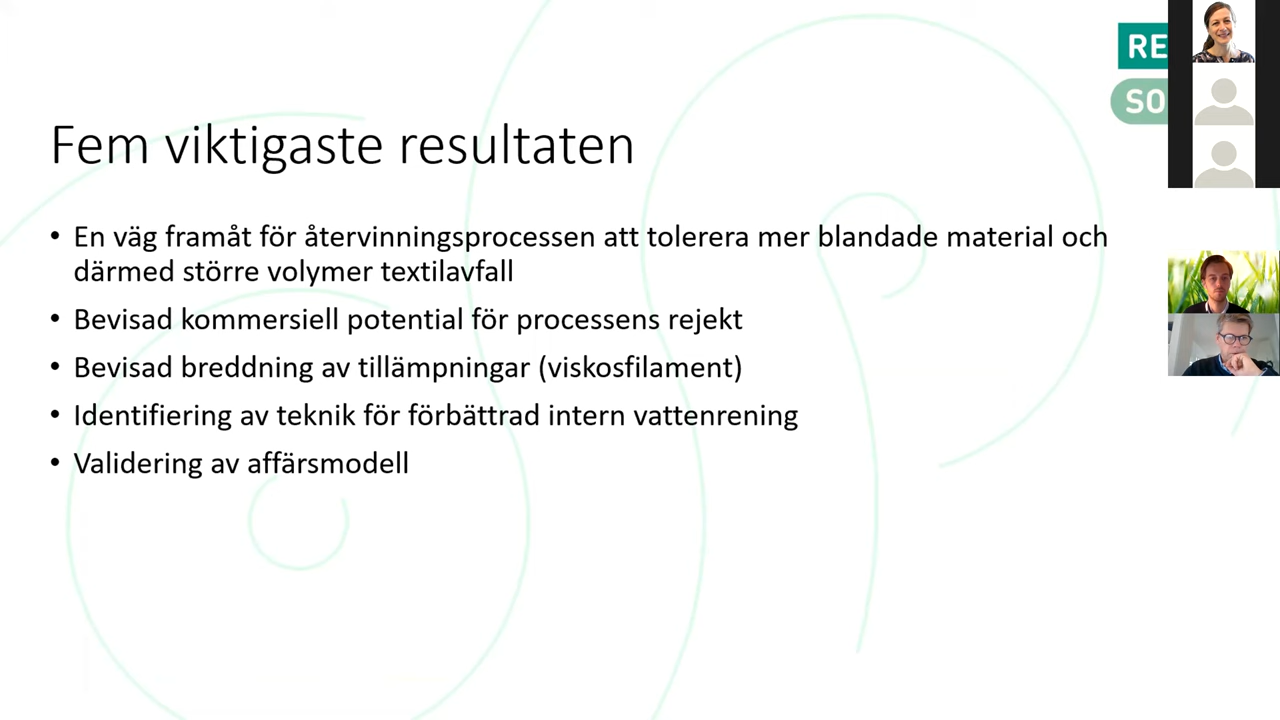 RE
SO
Fem viktigaste resultaten
• En väg framåt för återvinningsprocessen att tolerera mer blandade material och
därmed större volymer textilavfall
• Bevisad kommersiell potential för processens rejekt
• Bevisad breddning av tillämpningar (viskosfilament)
• Identifiering av teknik för förbättrad intern vattenrening
• Validering av affärsmodell